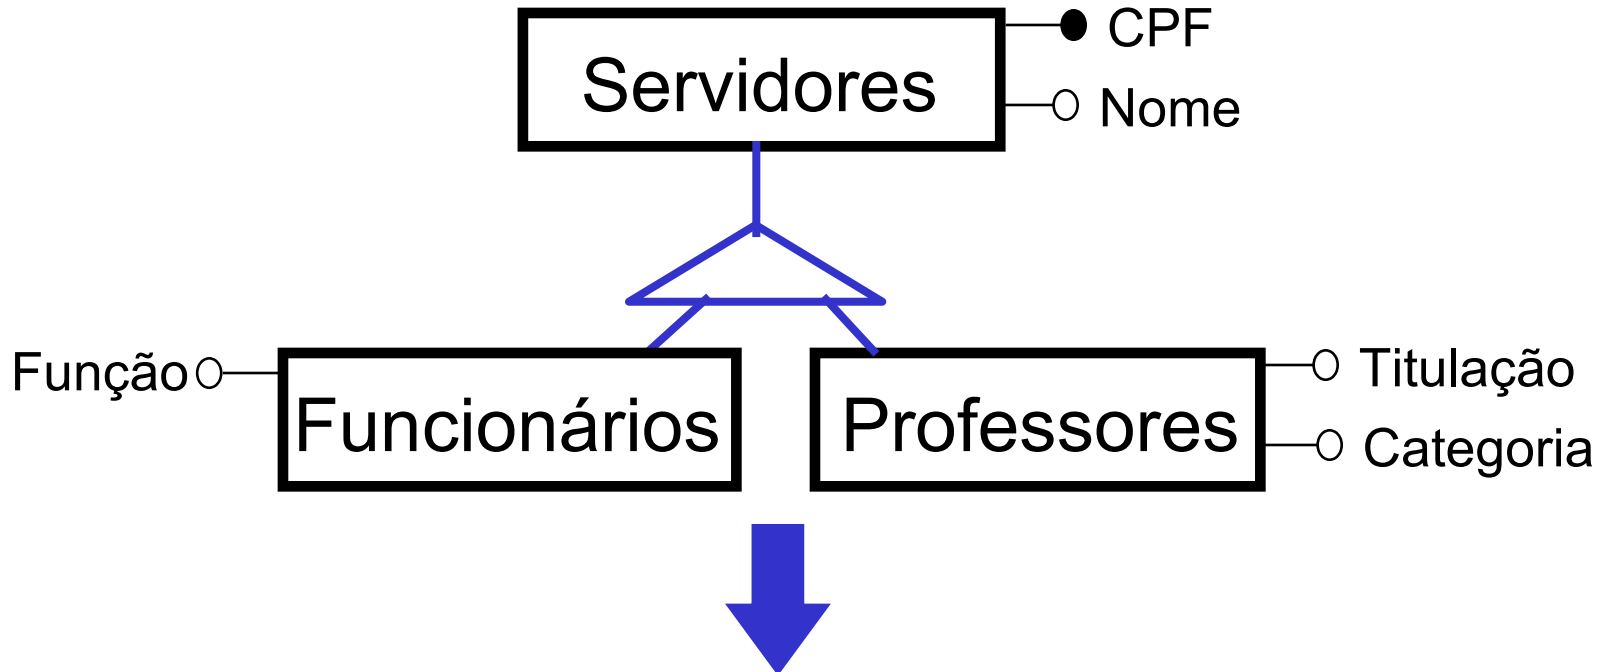 CPF
Servidores
Nome
Função
Titulação
Funcionários
Professores
Categoria